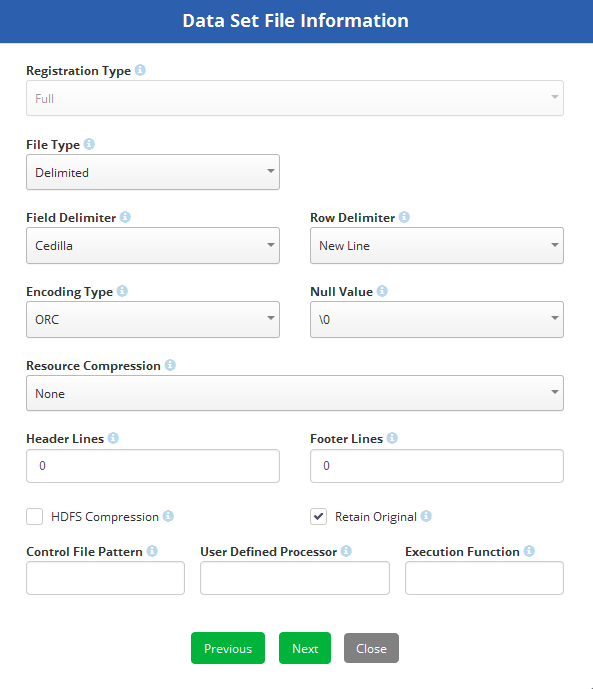 Data Set File Information
Registration Type
Full
File Type
Delimited
Field Delimiter Row Delimiter
Cedilla New Line
Encoding Type Null Value
ORC \0
Resource Compression
None
Header Lines Footer Lines
0 0
HDFS Compression Retain Original
Control File Pattern User Defined Processor Execution Function
Previous Next Close